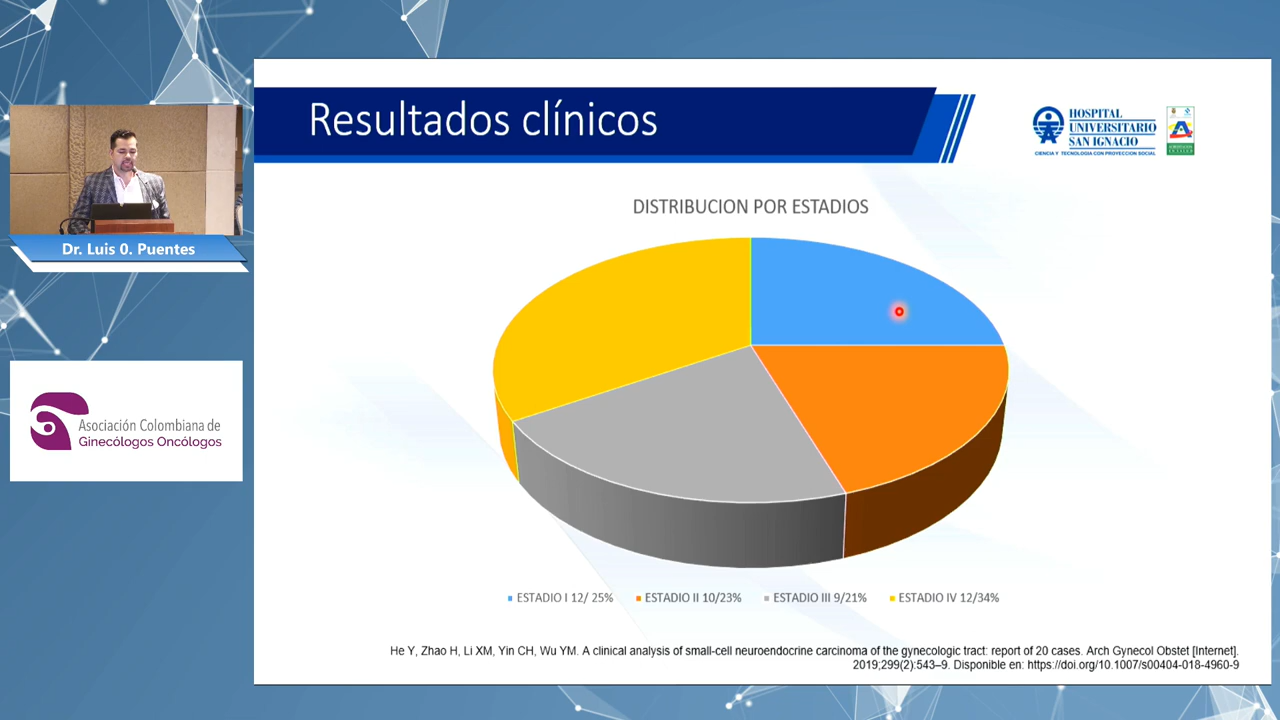 Resultados clínicos
HOSPITAL
UNIVERSITARIO
SAN IGNACIO
CIENCIA Y TECNOLOGIA CON PROYECCION SOCIAL
Dr. Luis 0. Puentes
Asociación Colombiana de
Ginecólogos Oncólogos
DISTRIBUCION POR ESTADIOS
ESTADIO I 12/ 25%
ESTADIO II 10/23%
ESTADIO III 9/21%
ESTADIO IV 12/34%
He Y, Zhao H, Li XM, Yin CH, Wu YM. A clinical analysis of small-cell neuroendocrine carcinoma of the gynecologic tract: report of 20 cases. Arch Gynecol Obstet [Internet].
2019;299(2):543–9. Disponible en: https://doi.org/10.1007/s00404-018-4960-9